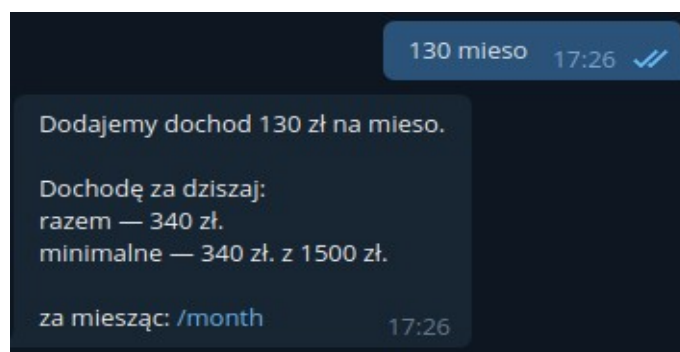 130 mieso 17:26
Dodajemy dochod 130 zł na mieso.
Dochodę za dziszaj:
razem — 340 zł.
minimalne — 340 zł. z 1500 zł.
za miesząc: /month
17:26